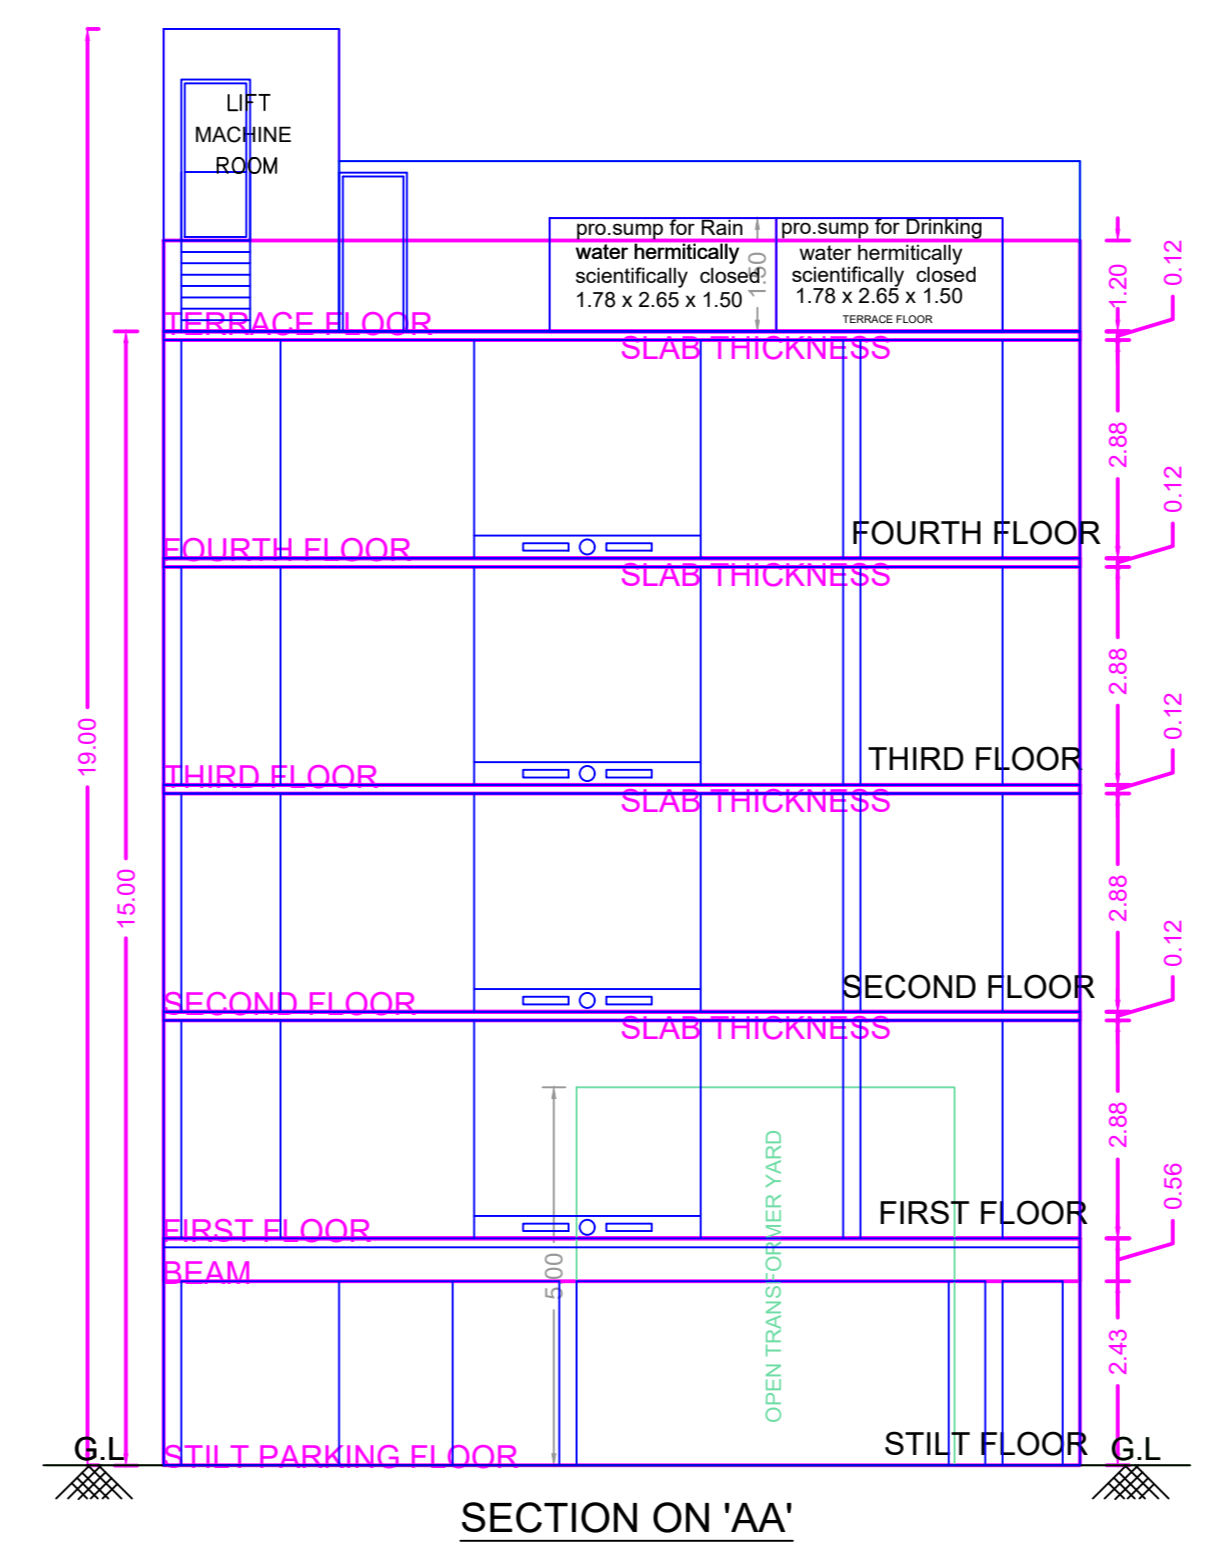 LIFT
MACHINE
ROOM
pro.sump for Rain
water hermitically
scientifically closed
1.78 x 2.65 x 1.50
1.50
pro.sump for Drinking
water hermitically
scientifically closed
1.78 x 2.65 x 1.50
TERRACE FLOOR
1.20
0.12
TERRACE FLOOR
SLAB THICKNESS
2.88
0.12
FOURTH FLOOR
FOURTH FLOOR
SLAB THICKNESS
2.88
0.12
19.00
THIRD FLOOR
THIRD FLOOR
SLAB THICKNESS
15.00
2.88
0.12
SECOND FLOOR
SECOND FLOOR
SLAB THICKNESS
2.88
0.56
OPEN TRANSFORMER YARD
5.00
FIRST FLOOR
FIRST FLOOR
BEAM
2.43
G.L
STILT PARKING FLOOR
STILT FLOOR
G.L
SECTION ON 'AA'